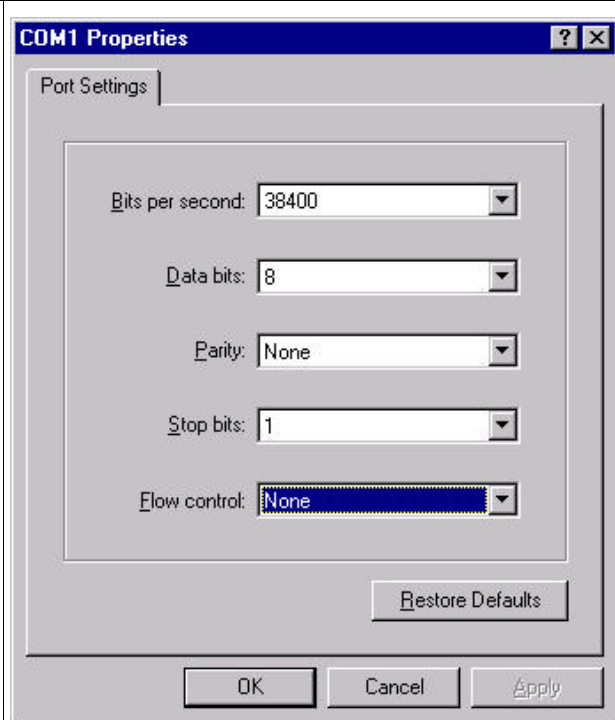 COM1 Properties
Port Settings
Bits per second: 38400
Data bits: 8
Parity: None
Stop bits: 1
Flow control: None
Restore Defaults
OK Cancel Apply